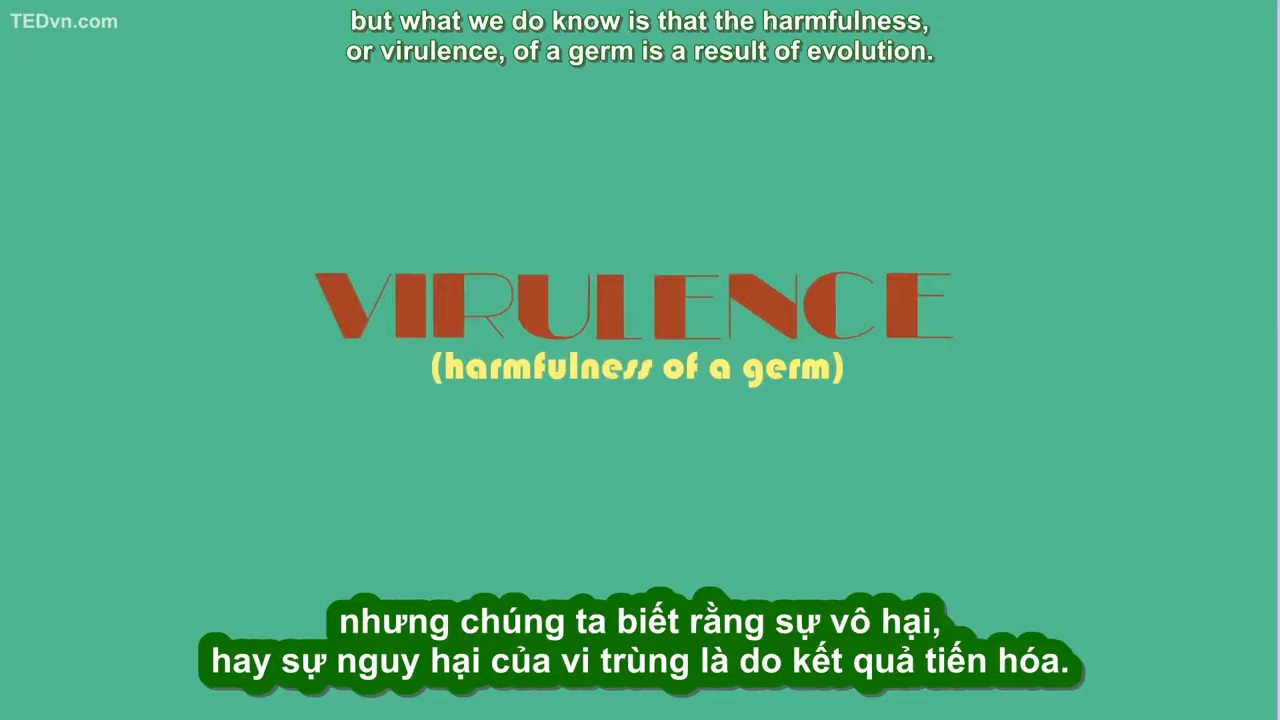 TEDvn.com
but what we do know is that the harmfulness,
or virulence, of a germ is a result of evolution.
VIRULENCE
(harmfulness of a germ)
nhưng chúng ta biết rằng sự vô hại,
hay sự nguy hại của vi trùng là do kết quả tiến hóa.